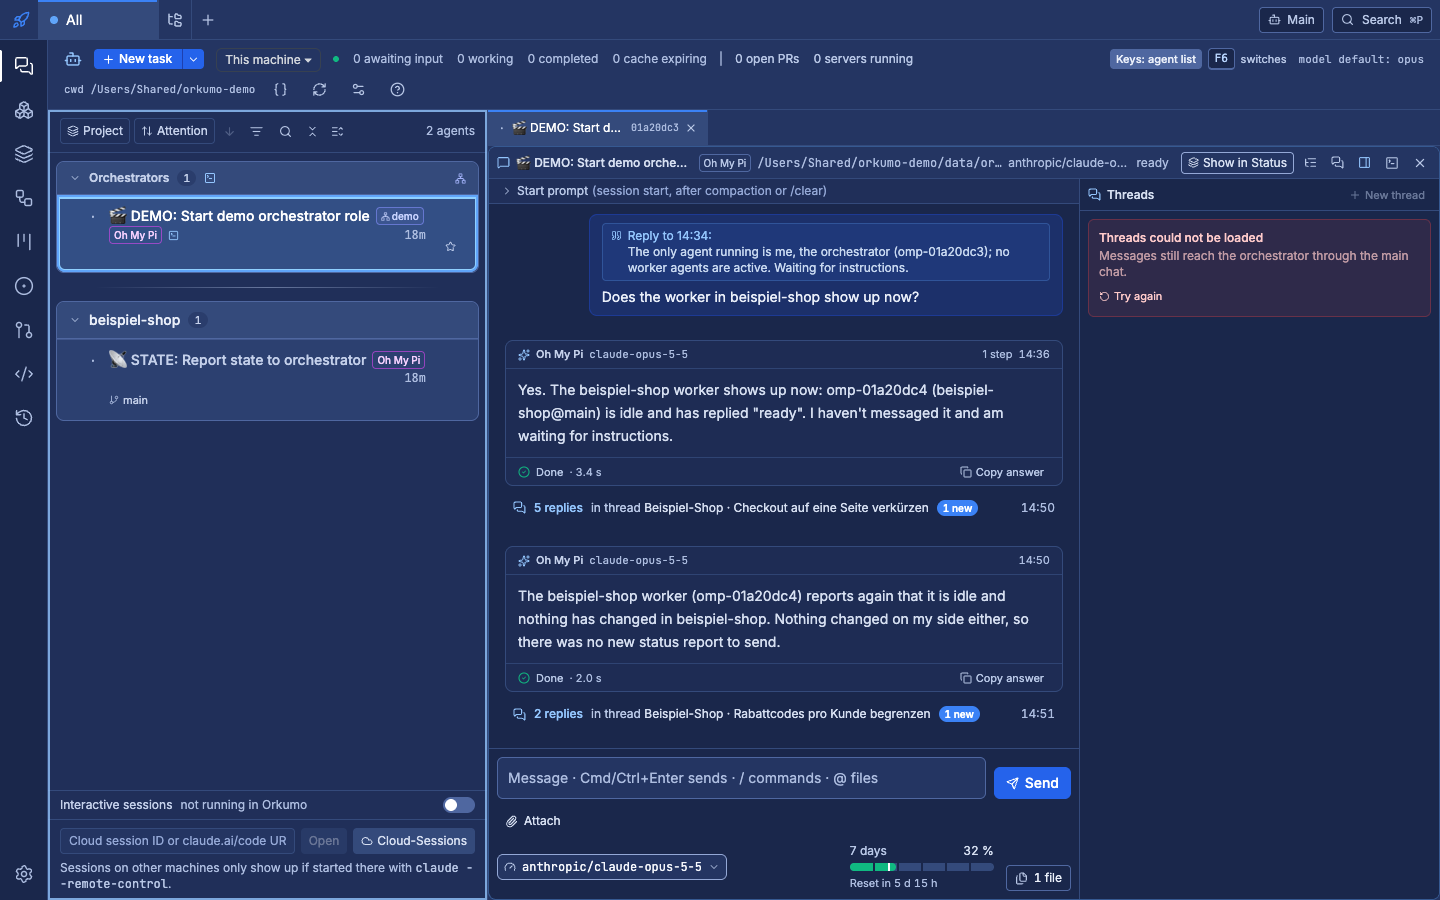 All
Main
Search ⌘P
New task
This machine
0 awaiting input
0 working
0 completed
0 cache expiring
0 open PRs
0 servers running
Keys: agent list
F6
switches
model default: opus
cwd /Users/Shared/orkumo-demo
Project
Attention
2 agents
Orchestrators 1
DEMO: Start demo orchestrator role
demo
Oh My Pi
18m
beispiel-shop 1
STATE: Report state to orchestrator
Oh My Pi
18m
main
Interactive sessions not running in Orkumo
Cloud session ID or claude.ai/code UR
Open
Cloud-Sessions
Sessions on other machines only show up if started there with claude -
-remote-control.
DEMO: Start d... 01a20dc3
DEMO: Start demo orche...
Oh My Pi
/Users/Shared/orkumo-demo/data/or...
anthropic/claude-o...
ready
Show in Status
Start prompt (session start, after compaction or /clear)
Reply to 14:34:
The only agent running is me, the orchestrator (omp-01a20dc3); no
worker agents are active. Waiting for instructions.
Does the worker in beispiel-shop show up now?
Oh My Pi claude-opus-5-5
1 step 14:36
Yes. The beispiel-shop worker shows up now: omp-01a20dc4 (beispiel-
shop@main) is idle and has replied "ready". I haven't messaged it and am
waiting for instructions.
Done · 3.4 s
Copy answer
5 replies in thread Beispiel-Shop · Checkout auf eine Seite verkürzen 1 new 14:50
Oh My Pi claude-opus-5-5
14:50
The beispiel-shop worker (omp-01a20dc4) reports again that it is idle and
nothing has changed in beispiel-shop. Nothing changed on my side either, so
there was no new status report to send.
Done · 2.0 s
Copy answer
2 replies in thread Beispiel-Shop · Rabattcodes pro Kunde begrenzen 1 new 14:51
Message · Cmd/Ctrl+Enter sends · / commands · @ files
Send
Attach
anthropic/claude-opus-5-5
7 days 32 %
Reset in 5 d 15 h
1 file
Threads
New thread
Threads could not be loaded
Messages still reach the orchestrator through the main
chat.
Try again